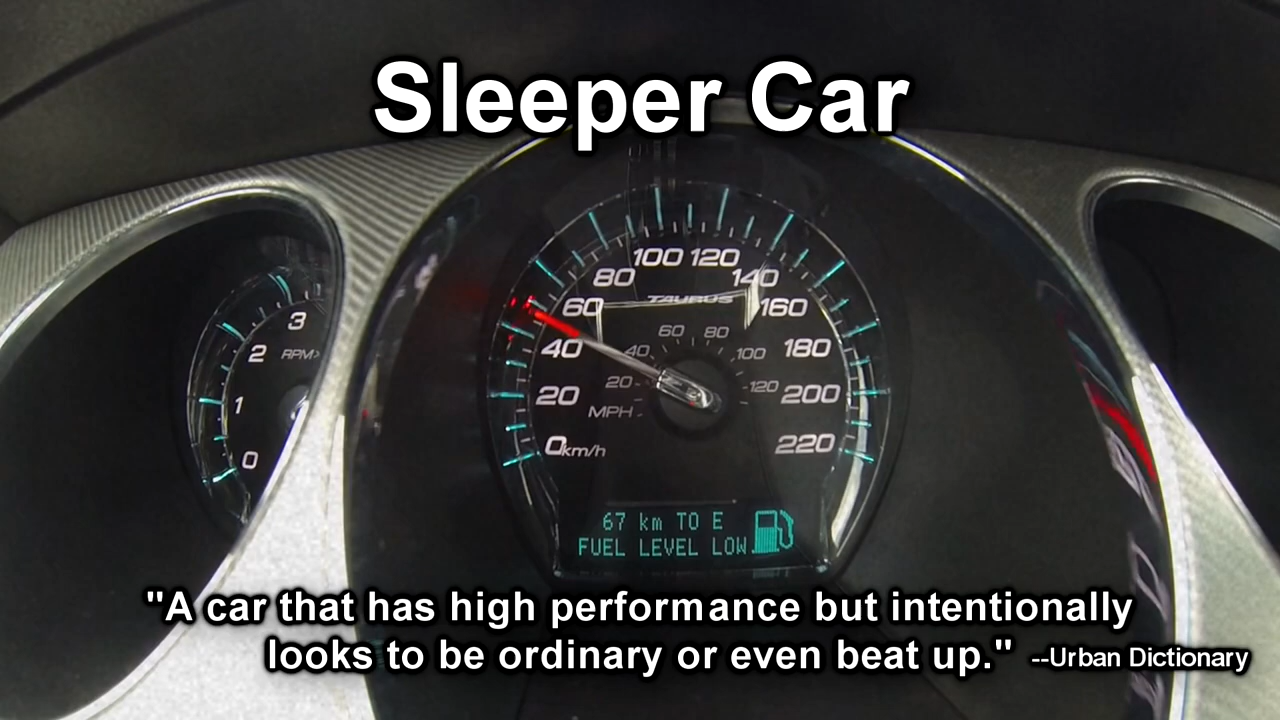 Sleeper Car
100 120
80 140
60 TAURUS 160
60 80
40 40 100 180
20 20 120 200
MPH
0 km/h 220
3
2 RPM>
1
0
67 km TO E
FUEL LEVEL LOW
"A car that has high performance but intentionally
looks to be ordinary or even beat up." --Urban Dictionary